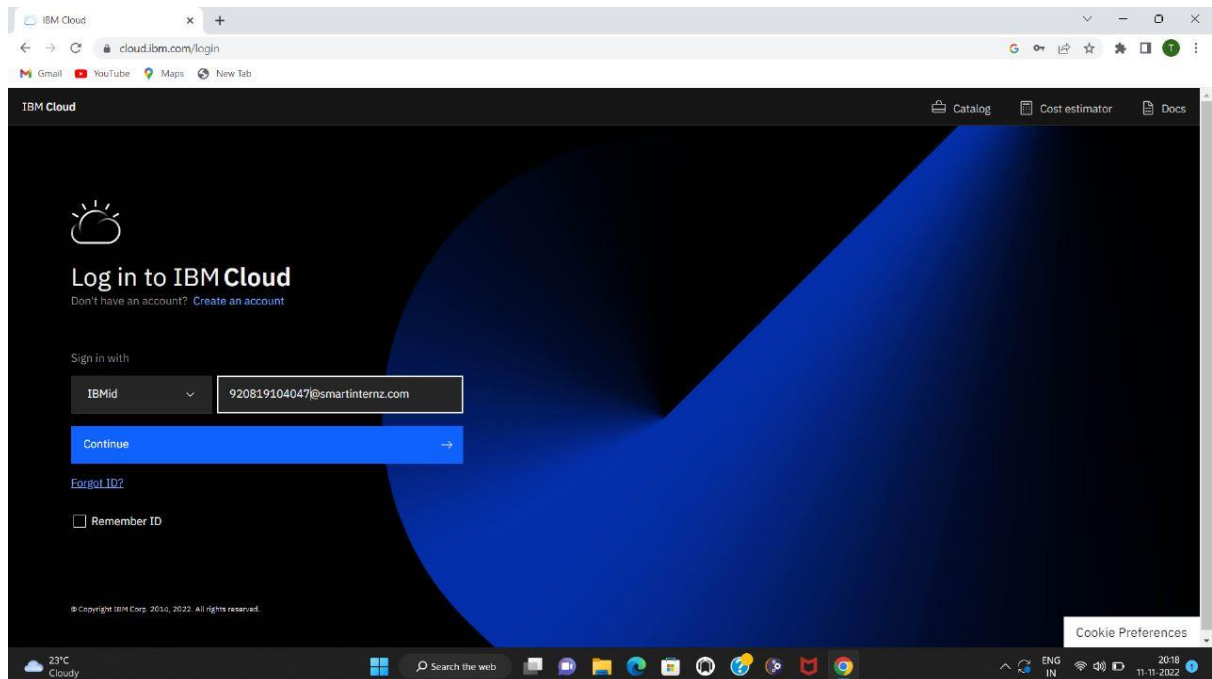 IBM Cloud
cloud.ibm.com/login
Gmail YouTube Maps New Tab
IBM Cloud Catalog Cost estimator Docs
Log in to IBM Cloud
Don't have an account? Create an account
Sign in with
IBMid 920819104047@smartinternz.com
Continue
Forgot ID?
Remember ID
© Copyright IBM Corp. 2014, 2022. All rights reserved.
Cookie Preferences
23°C
Cloudy
Search the web
ENG
IN
20:18
11-11-2022
1
T